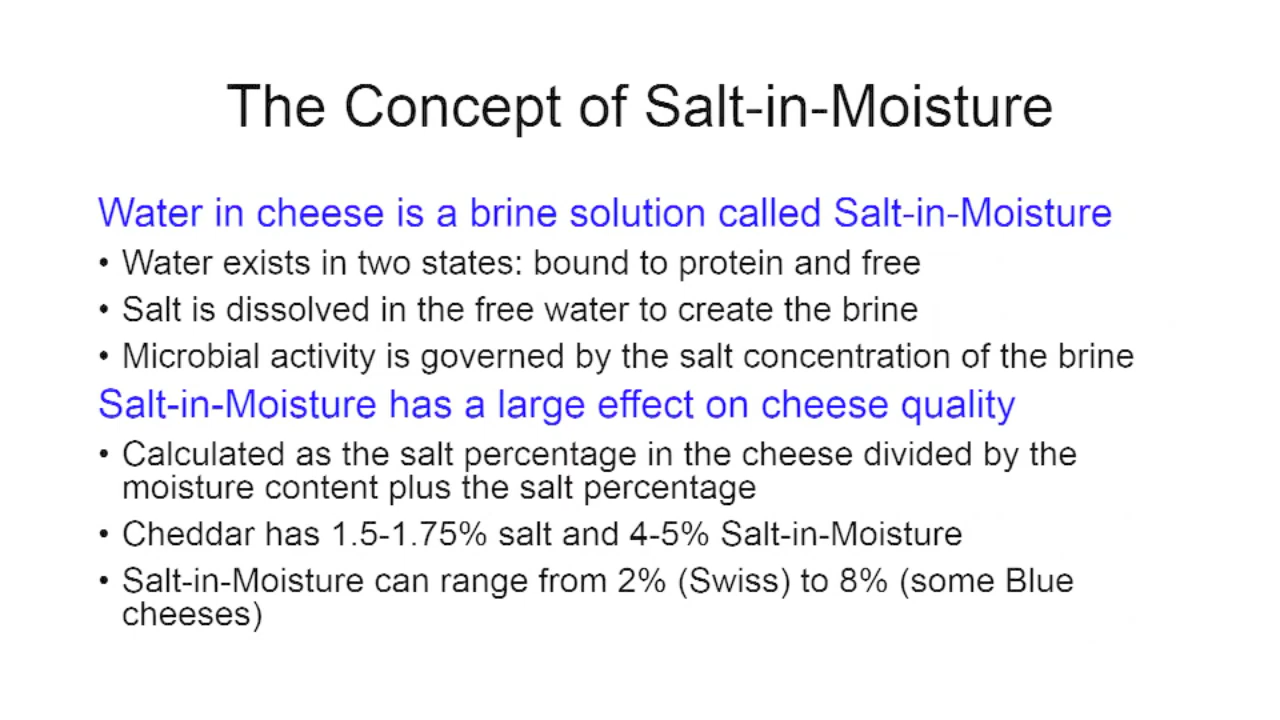 The Concept of Salt-in-Moisture
Water in cheese is a brine solution called Salt-in-Moisture
• Water exists in two states: bound to protein and free
• Salt is dissolved in the free water to create the brine
• Microbial activity is governed by the salt concentration of the brine
Salt-in-Moisture has a large effect on cheese quality
• Calculated as the salt percentage in the cheese divided by the
moisture content plus the salt percentage
• Cheddar has 1.5-1.75% salt and 4-5% Salt-in-Moisture
• Salt-in-Moisture can range from 2% (Swiss) to 8% (some Blue
cheeses)